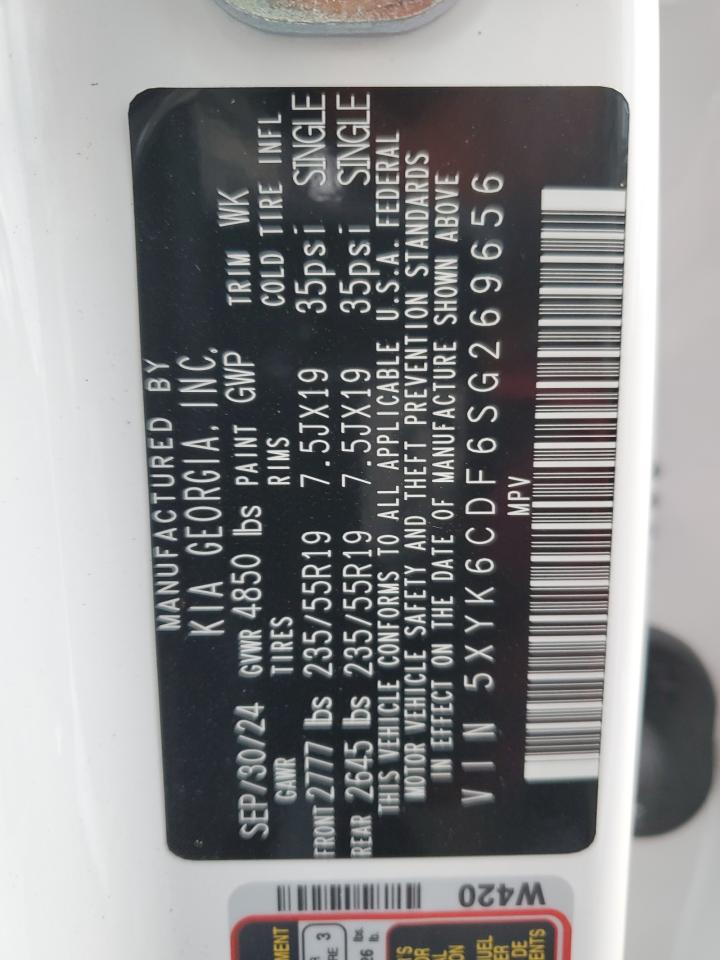 MANUFACTURED BY
KIA GEORGIA, INC.
SEP/30/24 GVWR 4850 lbs PAINT GWP TRIM WK
GAWR TIRES RIMS COLD TIRE INFL
FRONT 2777 lbs 235/55R19 7.5JX19 35psi SINGLE
REAR 2645 lbs 235/55R19 7.5JX19 35psi SINGLE
THIS VEHICLE CONFORMS TO ALL APPLICABLE U.S.A. FEDERAL
MOTOR VEHICLE SAFETY AND THEFT PREVENTION STANDARDS
IN EFFECT ON THE DATE OF MANUFACTURE SHOWN ABOVE
VIN 5XYK6CDF6SG269656
MPV
W420